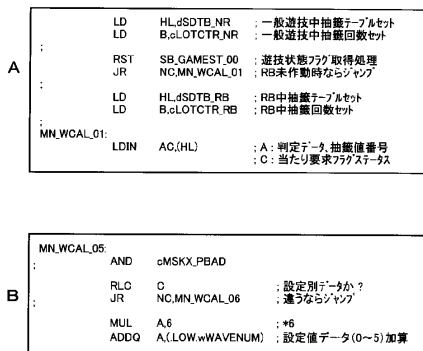 A
LD HL,dSDTB_NR ; 一般遊技中抽籤テーブルセット
LD B,cLOTCTR_NR ; 一般遊技中抽籤回数セット
;
RST SB_GAMEST_00 ; 遊技状態フラグ取得処理
JR NC,MN_WCAL_01 ; RB未作動時ならジャンプ
;
LD HL,dSDTB_RB ; RB中抽籤テーブルセット
LD B,cLOTCTR_RB ; RB中抽籤回数セット
;
MN_WCAL_01:
LDIN AC,(HL) ; A : 判定データ、抽籤値番号
; C : 当たり要求フラグステータス
B
MN_WCAL_05:
; AND cMSKX_PBAD
RLC C ; 設定別データか ?
; JR NC,MN_WCAL_06 ; 違うならジャンプ
MUL A,6 ; *6
ADDQ A,(.LOW.wWAVENUM) ; 設定値データ(0～5)加算